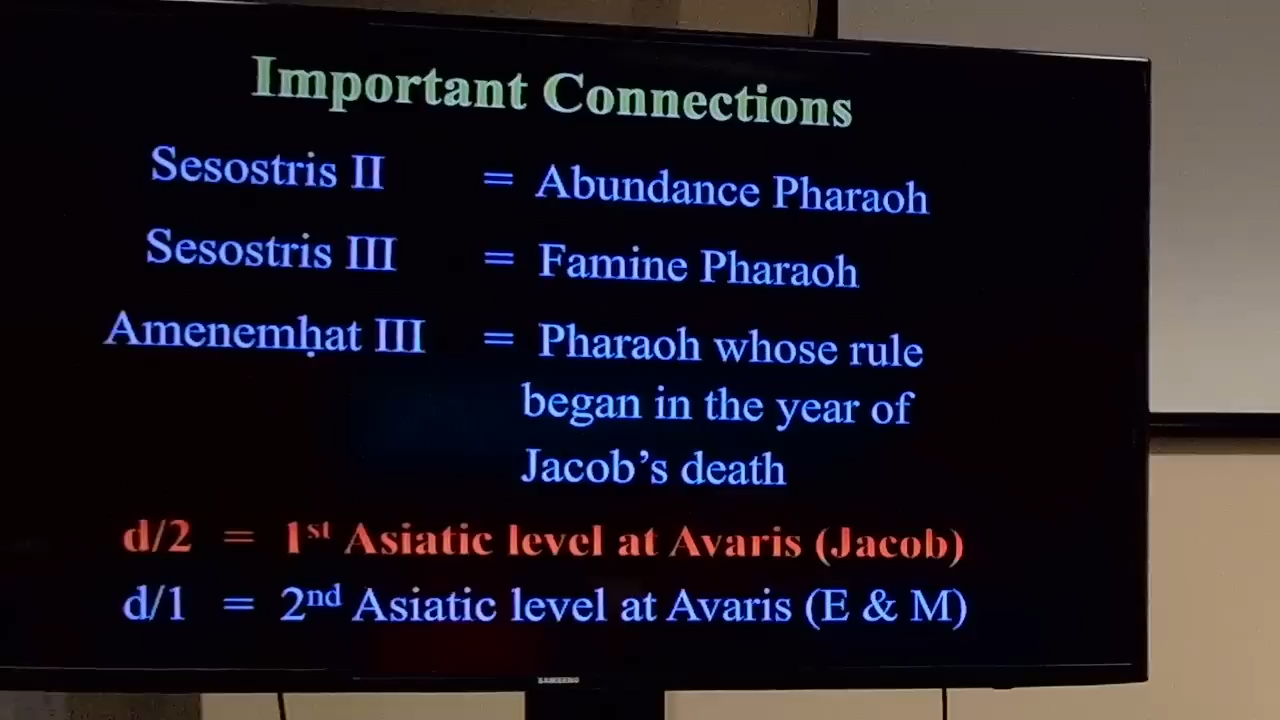 Important Connections
Sesostris II = Abundance Pharaoh
Sesostris III = Famine Pharaoh
Amenemḥat III = Pharaoh whose rule
began in the year of
Jacob’s death
d/2 = 1st Asiatic level at Avaris (Jacob)
d/1 = 2nd Asiatic level at Avaris (E & M)
SAMSUNG